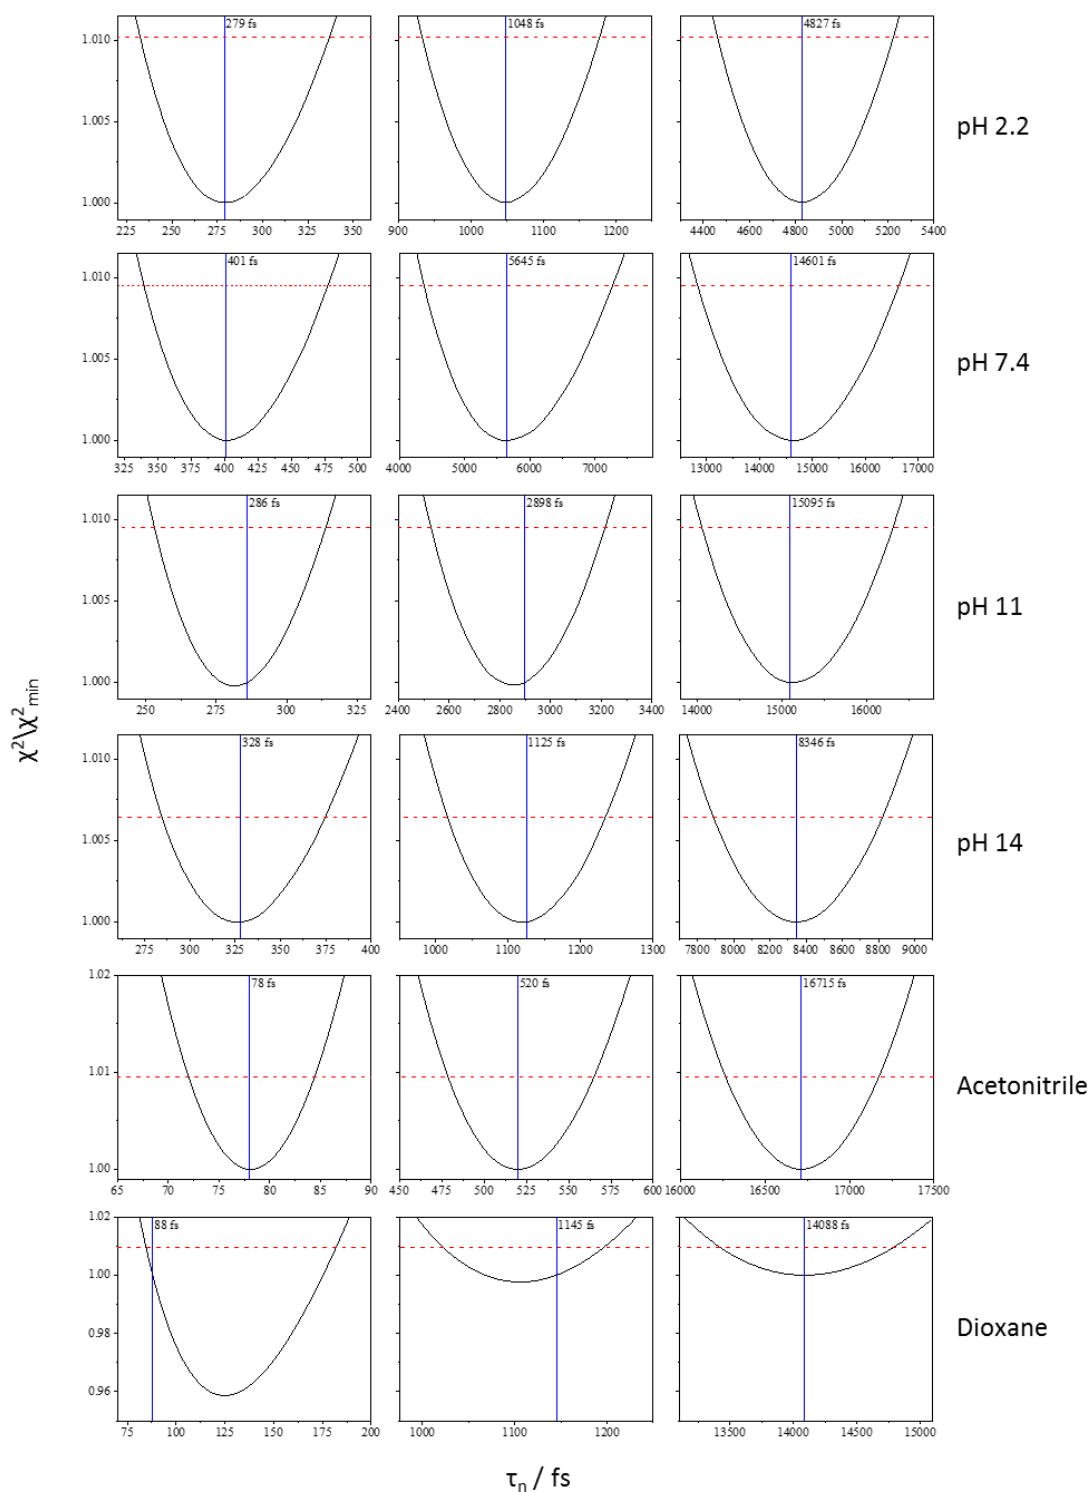 279 fs 1048 fs 4827 fs
1.010
1.005
1.000
pH 2.2
225 250 275 300 325 350 900 1000 1100 1200 4400 4600 4800 5000 5200 5400
401 fs 5645 fs 14601 fs
1.010
1.005
1.000
pH 7.4
325 350 375 400 425 450 475 500 4000 5000 6000 7000 13000 14000 15000 16000 17000
286 fs 2898 fs 15095 fs
1.010
1.005
1.000
pH 11
250 275 300 325 2400 2600 2800 3000 3200 3400 14000 15000 16000
328 fs 1125 fs 8346 fs
1.010
1.005
1.000
pH 14
275 300 325 350 375 400 1000 1100 1200 1300 7800 8000 8200 8400 8600 8800 9000
1.02 78 fs 520 fs 16715 fs
1.01
1.00
Acetonitrile
65 70 75 80 85 90 450 475 500 525 550 575 600 16000 16500 17000 17500
1.02 88 fs 1145 fs 14088 fs
1.00
0.98
0.96
Dioxane
75 100 125 150 175 200 1000 1100 1200 13500 14000 14500 15000
χ²\χ²min
τn / fs